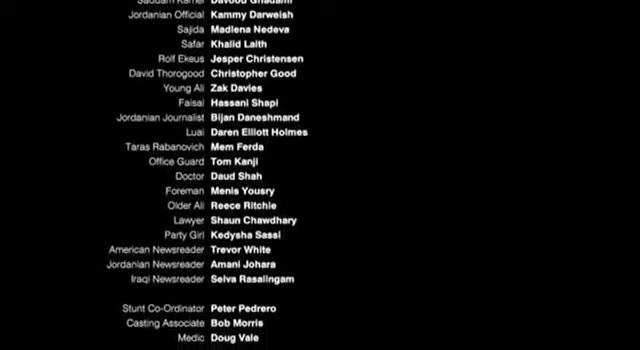 Saddam Kamel Davood Ghadami
Jordanian Official Kammy Darweish
Sajida Madlena Nedeva
Safar Khalid Laith
Rolf Ekeus Jesper Christensen
David Thorogood Christopher Good
Young Ali Zak Davies
Faisal Hassani Shapi
Jordanian Journalist Bijan Daneshmand
Luai Daren Elliott Holmes
Taras Rabanovich Mem Ferda
Office Guard Tom Kanji
Doctor Daud Shah
Foreman Menis Yousry
Older Ali Reece Ritchie
Lawyer Shaun Chawdhary
Party Girl Kedysha Sassi
American Newsreader Trevor White
Jordanian Newsreader Amani Johara
Iraqi Newsreader Selva Rasalingam
Stunt Co-Ordinator Peter Pedrero
Casting Associate Bob Morris
Medic Doug Vale